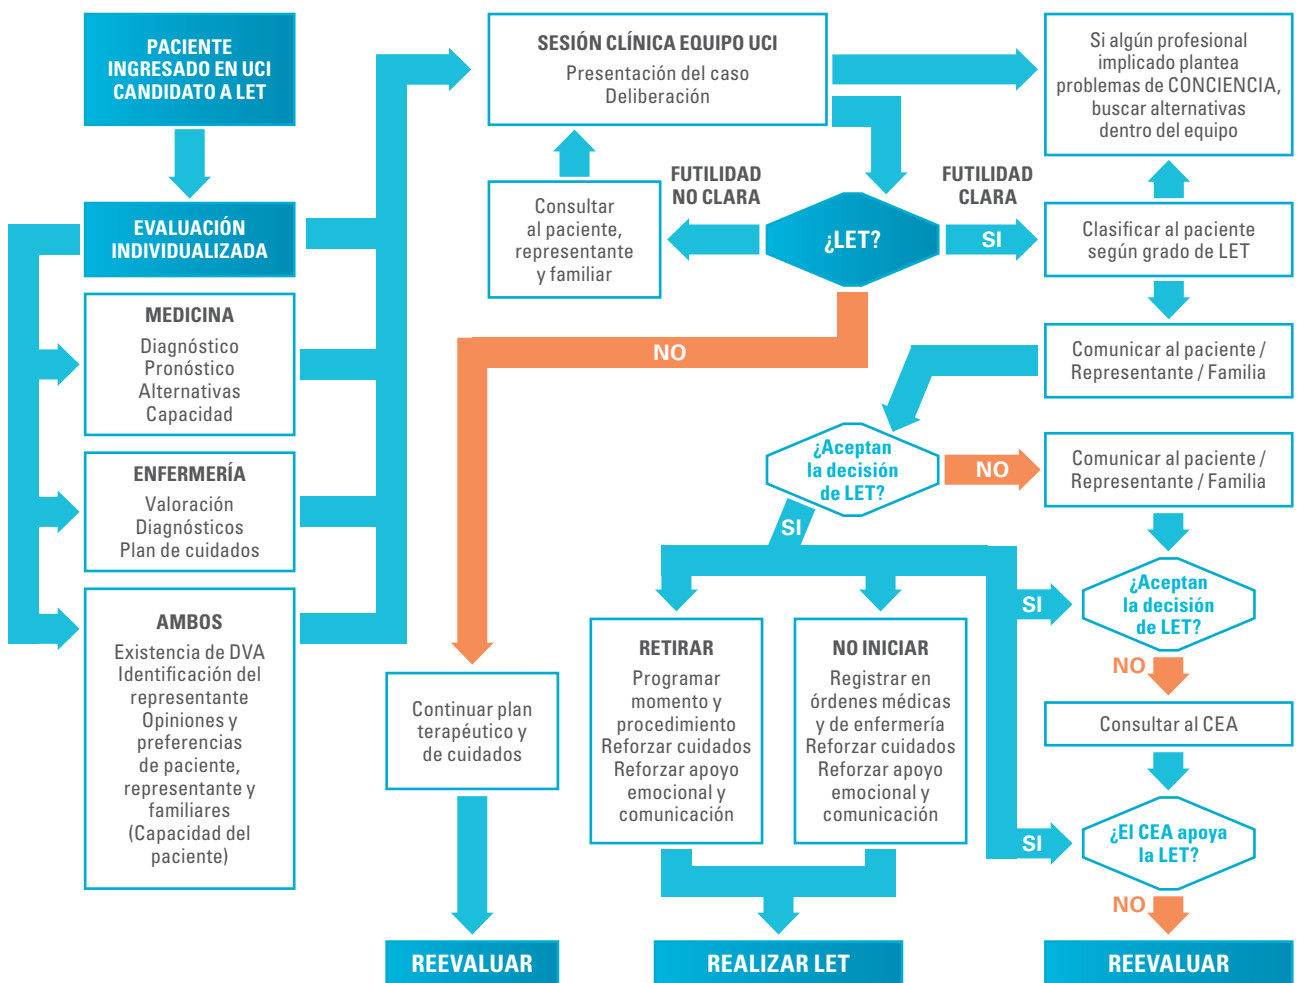 PACIENTE
INGRESADO EN UCI
CANDIDATO A LET
EVALUACIÓN
INDIVIDUALIZADA
MEDICINA
Diagnóstico
Pronóstico
Alternativas
Capacidad
ENFERMERÍA
Valoración
Diagnósticos
Plan de cuidados
AMBOS
Existencia de DVA
Identificación del
representante
Opiniones y
preferencias
de paciente,
representante y
familiares
(Capacidad del
paciente)
SESIÓN CLÍNICA EQUIPO UCI
Presentación del caso
Deliberación
Si algún profesional
implicado plantea
problemas de CONCIENCIA,
buscar alternativas
dentro del equipo
FUTILIDAD
NO CLARA
FUTILIDAD
CLARA
Consultar
al paciente,
representante
y familiar
¿LET?
SI
Clasificar al paciente
según grado de LET
NO
Comunicar al paciente /
Representante / Familia
¿Aceptan
la decisión
de LET?
NO
Comunicar al paciente /
Representante / Familia
SI
¿Aceptan
la decisión
de LET?
SI
NO
RETIRAR
Programar
momento y
procedimiento
Reforzar cuidados
Reforzar apoyo
emocional y
comunicación
NO INICIAR
Registrar en
órdenes médicas
y de enfermería
Reforzar cuidados
Reforzar apoyo
emocional y
comunicación
Continuar plan
terapéutico y
de cuidados
Consultar al CEA
¿El CEA apoya
la LET?
SI
NO
REEVALUAR
REALIZAR LET
REEVALUAR